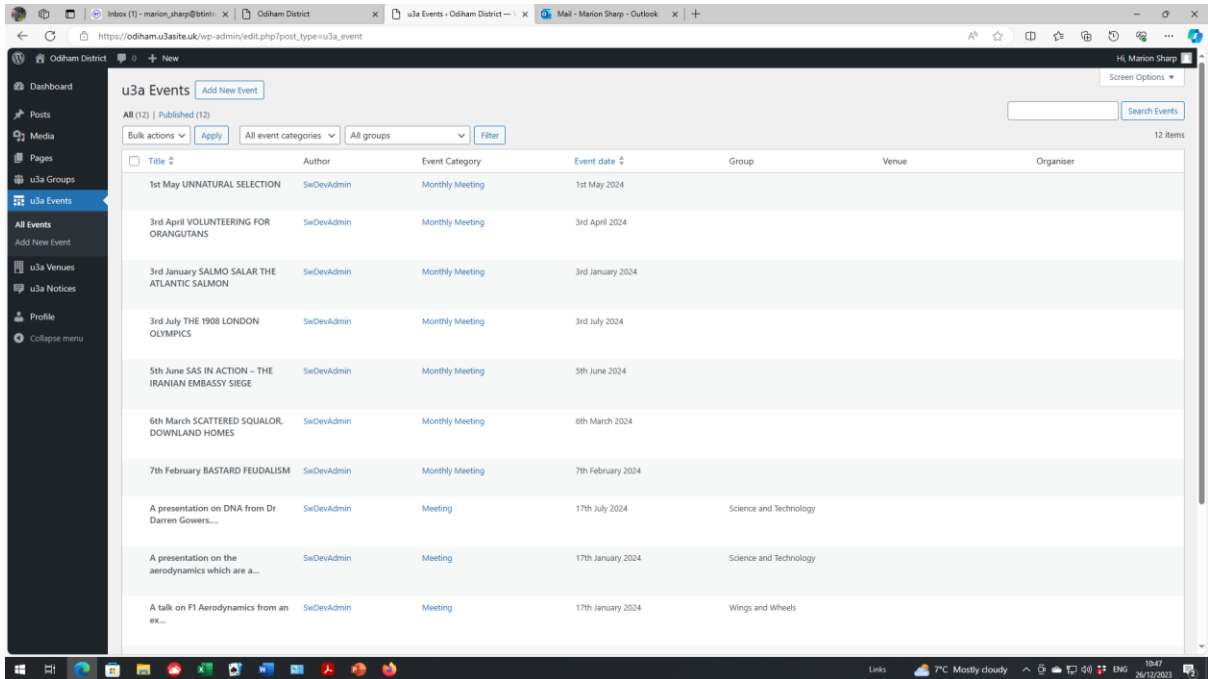 Inbox (1) - marion_sharp@btinte
Odiham District
u3a Events ‹ Odiham District —
Mail - Marion Sharp - Outlook
https://odiham.u3asite.uk/wp-admin/edit.php?post_type=u3a_event
Odiham District 0 + New
Hi, Marion Sharp
Dashboard
Posts
Media
Pages
u3a Groups
u3a Events
All Events
Add New Event
u3a Venues
u3a Notices
Profile
Collapse menu
Screen Options
u3a Events Add New Event
All (12) | Published (12)
Search Events
Bulk actions Apply All event categories All groups Filter
12 items
Title Author Event Category Event date Group Venue Organiser
1st May UNNATURAL SELECTION SwDevAdmin Monthly Meeting 1st May 2024
3rd April VOLUNTEERING FOR SwDevAdmin Monthly Meeting 3rd April 2024
ORANGUTANS
3rd January SALMO SALAR THE SwDevAdmin Monthly Meeting 3rd January 2024
ATLANTIC SALMON
3rd July THE 1908 LONDON SwDevAdmin Monthly Meeting 3rd July 2024
OLYMPICS
5th June SAS IN ACTION – THE SwDevAdmin Monthly Meeting 5th June 2024
IRANIAN EMBASSY SIEGE
6th March SCATTERED SQUALOR, SwDevAdmin Monthly Meeting 6th March 2024
DOWNLAND HOMES
7th February BASTARD FEUDALISM SwDevAdmin Monthly Meeting 7th February 2024
A presentation on DNA from Dr SwDevAdmin Meeting 17th July 2024 Science and Technology
Darren Gowers....
A presentation on the SwDevAdmin Meeting 17th January 2024 Science and Technology
aerodynamics which are a...
A talk on F1 Aerodynamics from an SwDevAdmin Meeting 17th January 2024 Wings and Wheels
ex...
Links 7°C Mostly cloudy ENG 10:47
26/12/2023